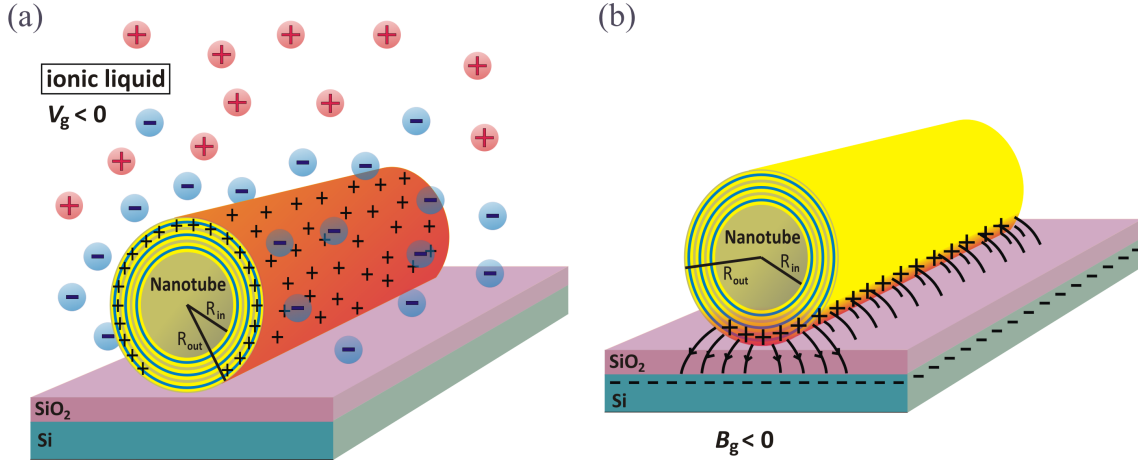 (a)
ionic liquid
Vg < 0
Nanotube
Rin
Rout
SiO2
Si
(b)
Nanotube
Rin
Rout
SiO2
Si
Bg < 0